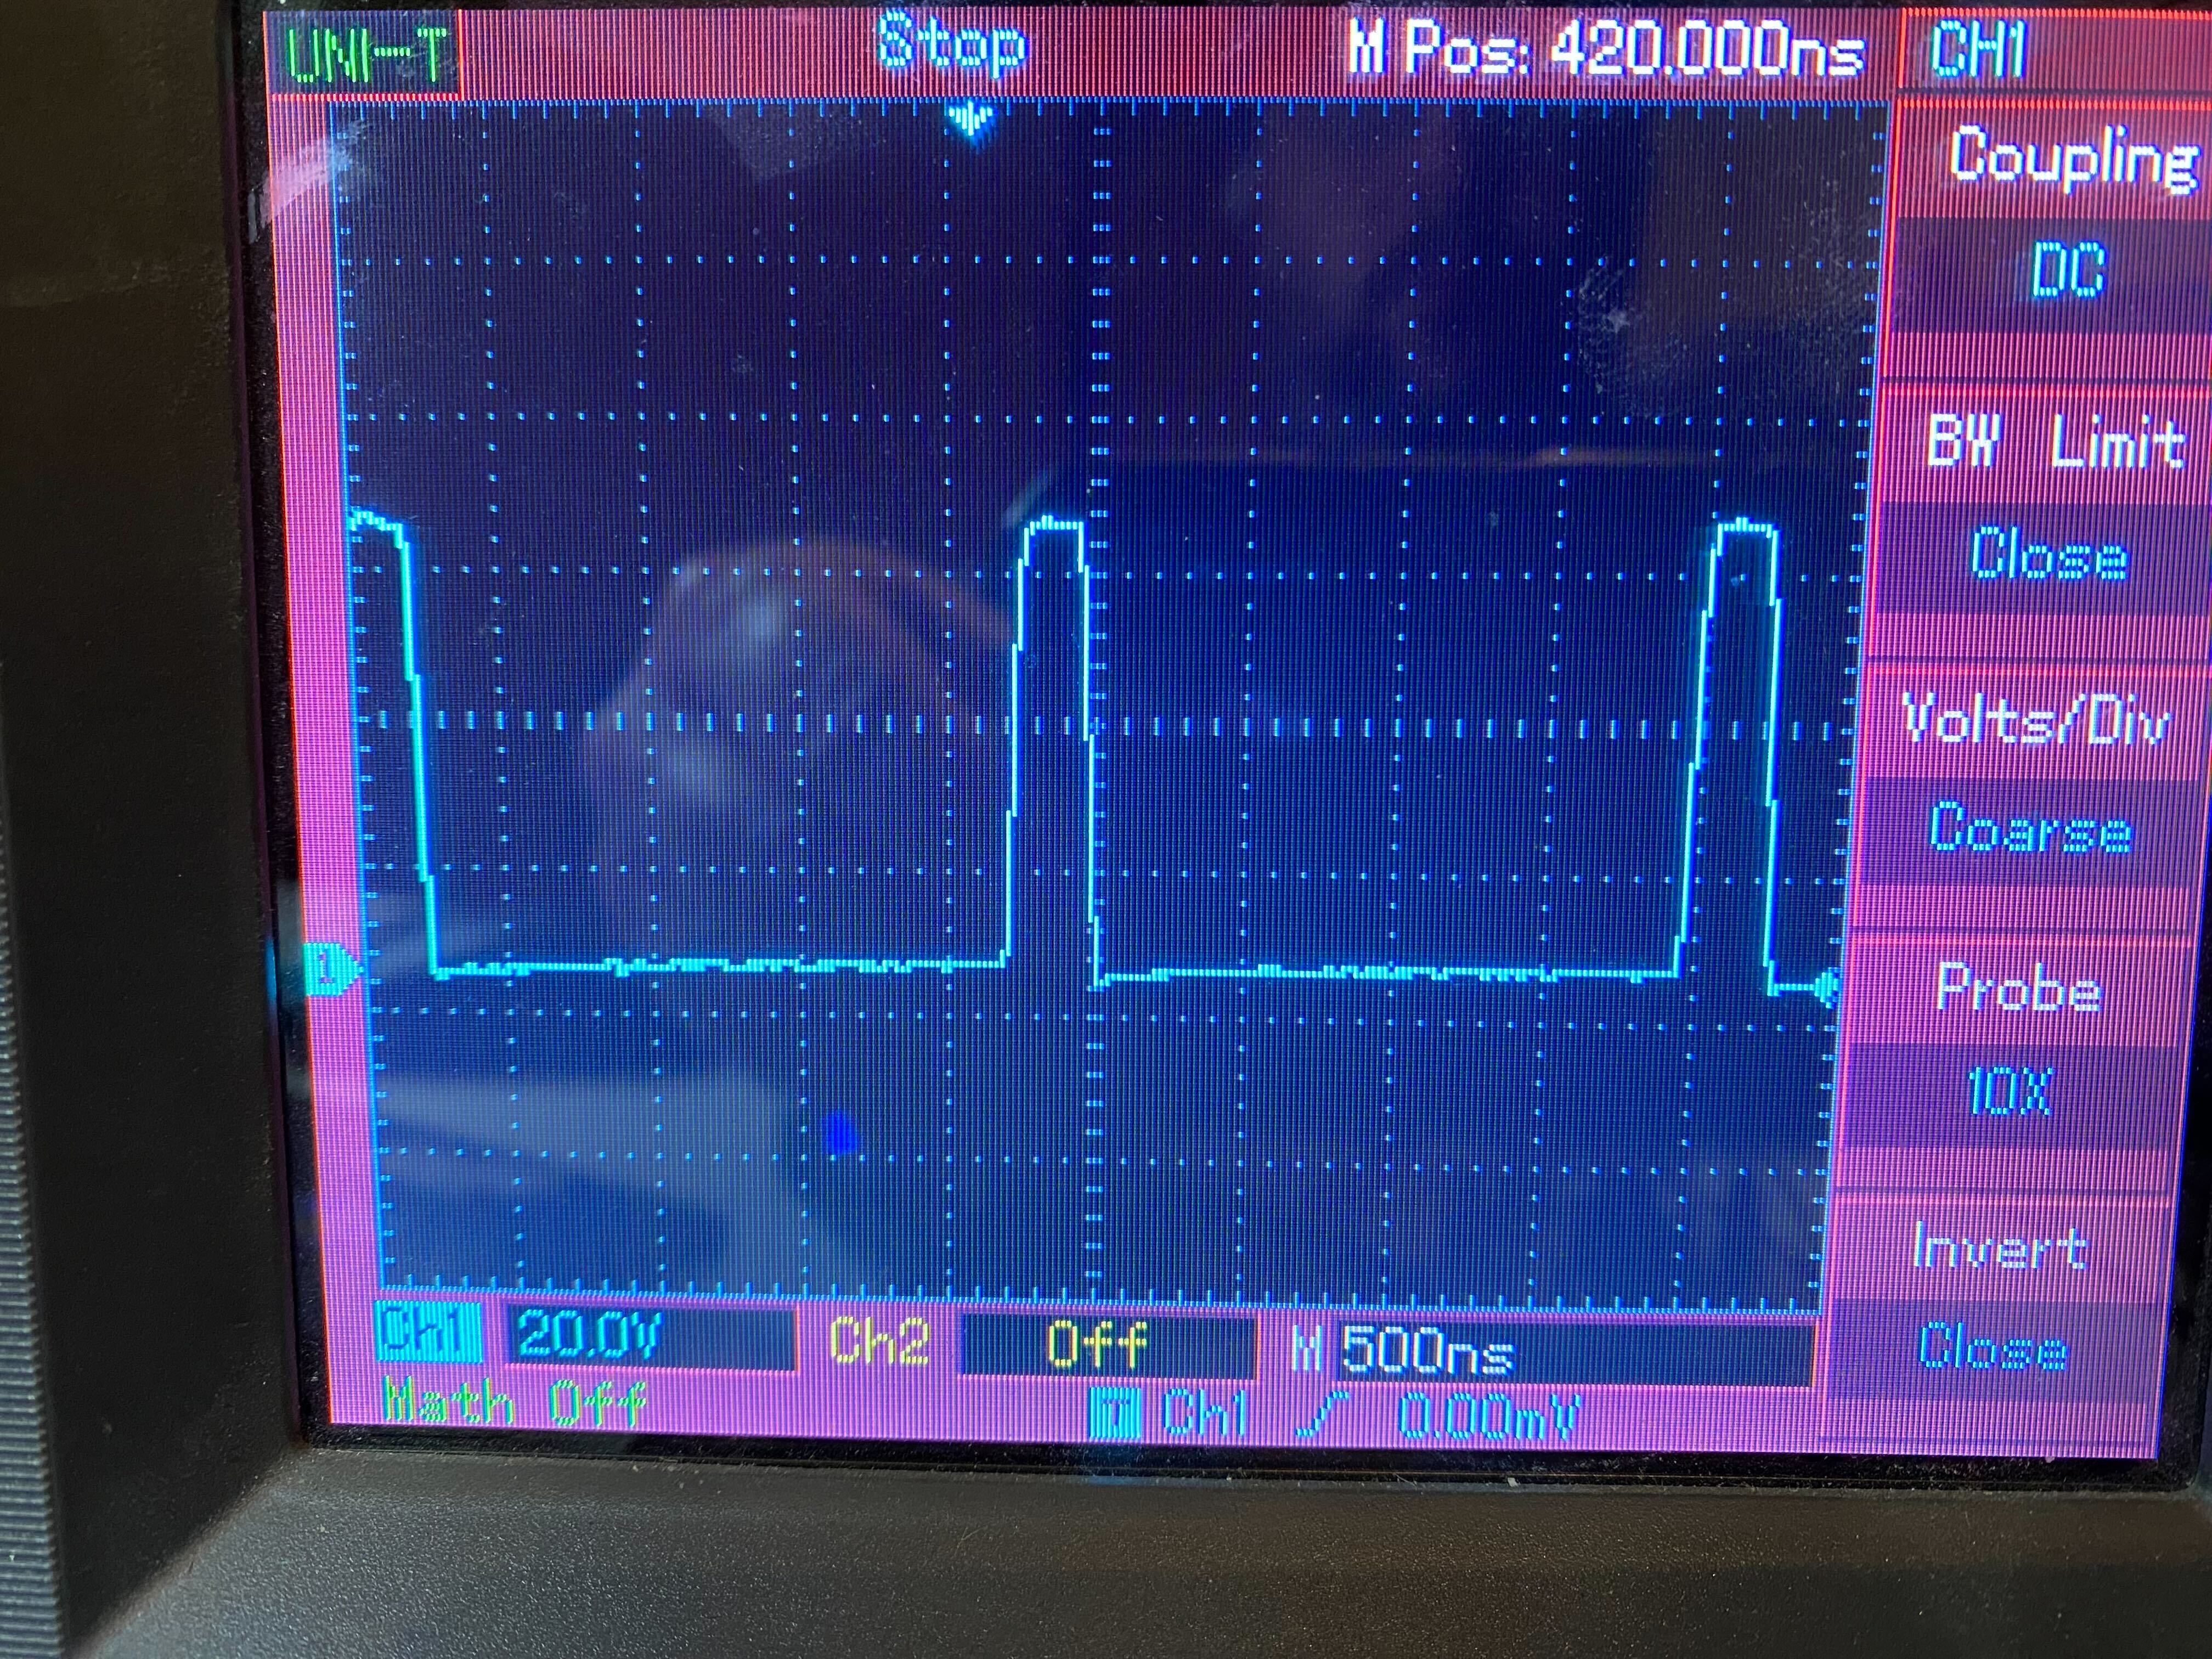 UNI-T Stop M Pos: 420.000ns CH1
Coupling
DC
BW Limit
Close
Volts/Div
Coarse
1
Probe
10X
Invert
Close
Ch1 20.0V Ch2 Off M 500ns
Math Off T Ch1 0.00mV